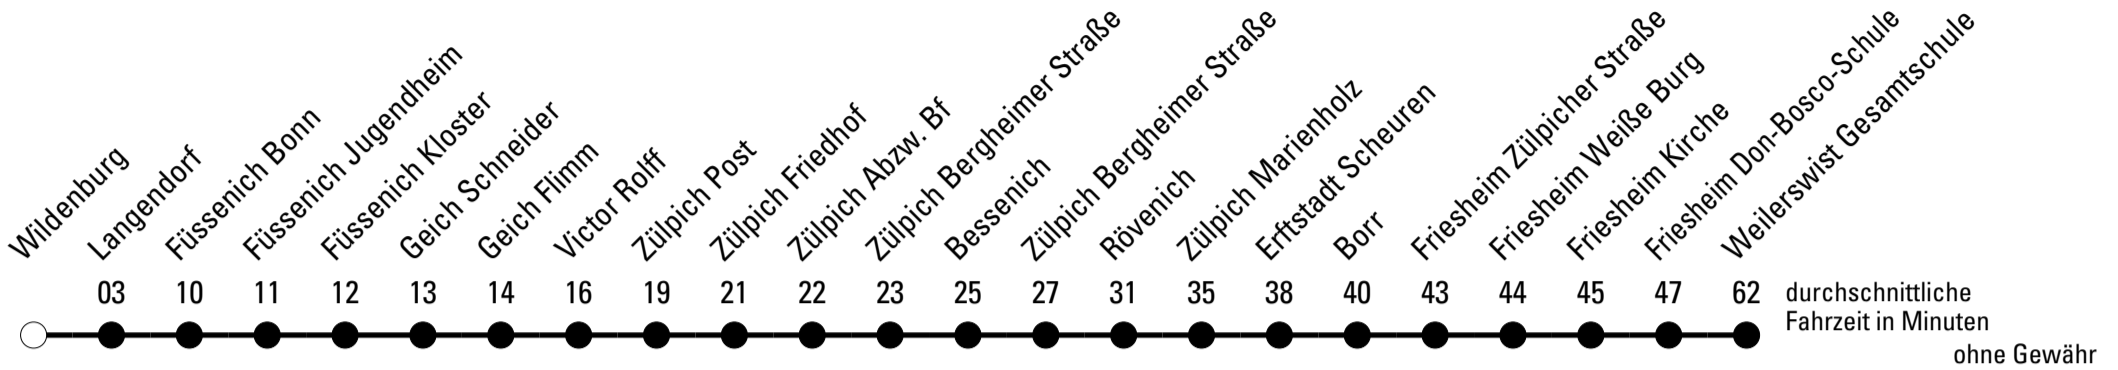 Wildenburg
Langendorf
Füssenich Bonn
Füssenich Jugendheim
Füssenich Kloster
Geich Schneider
Geich Flimm
Victor Rolff
Zülpich Post
Zülpich Friedhof
Zülpich Abzw. Bf
Zülpich Bergheimer Straße
Bessenich
Zülpich Bergheimer Straße
Rövenich
Zülpich Marienholz
Erftstadt Scheuren
Borr
Friesheim Zülpicher Straße
Friesheim Weiße Burg
Friesheim Kirche
Friesheim Don-Bosco-Schule
Weilerswist Gesamtschule
03 10 11 12 13 14 16 19 21 22 23 25 27 31 35 38 40 43 44 45 47 62 durchschnittliche
Fahrzeit in Minuten
ohne Gewähr